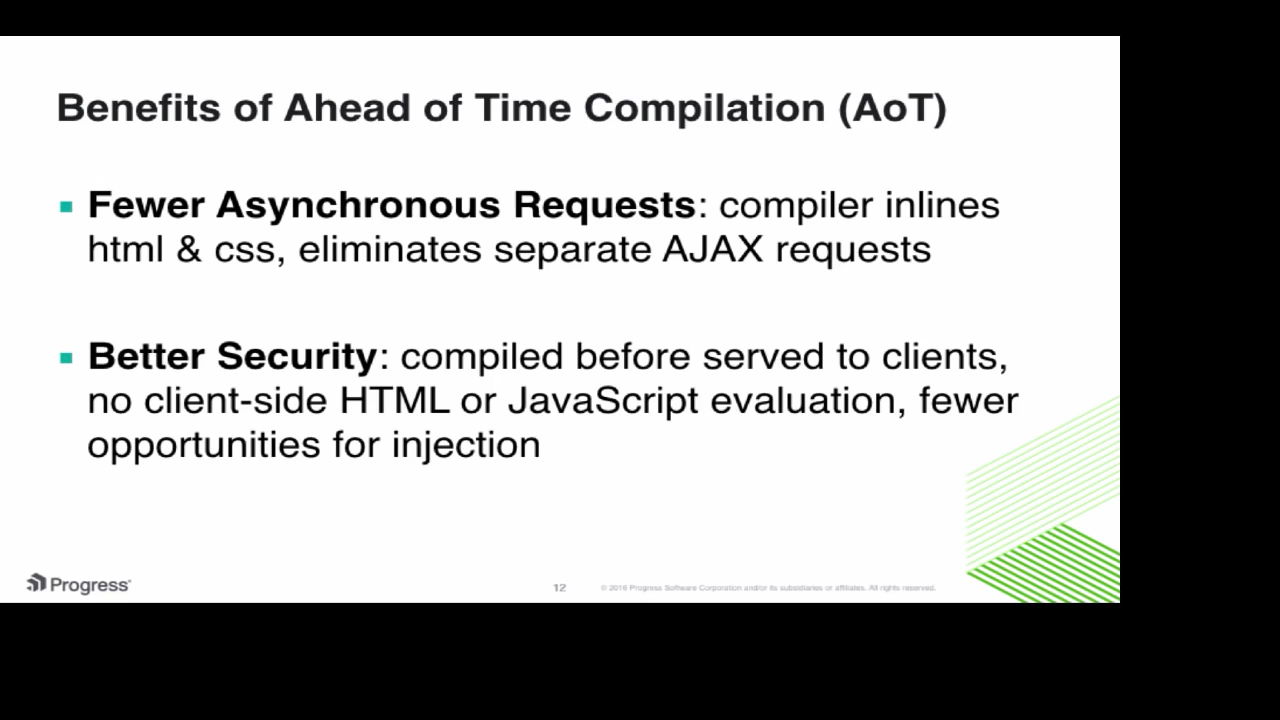 Benefits of Ahead of Time Compilation (AoT)
Fewer Asynchronous Requests: compiler inlines
html & css, eliminates separate AJAX requests
Better Security: compiled before served to clients,
no client-side HTML or JavaScript evaluation, fewer
opportunities for injection
Progress
12
© 2016 Progress Software Corporation and/or its subsidiaries or affiliates. All rights reserved.